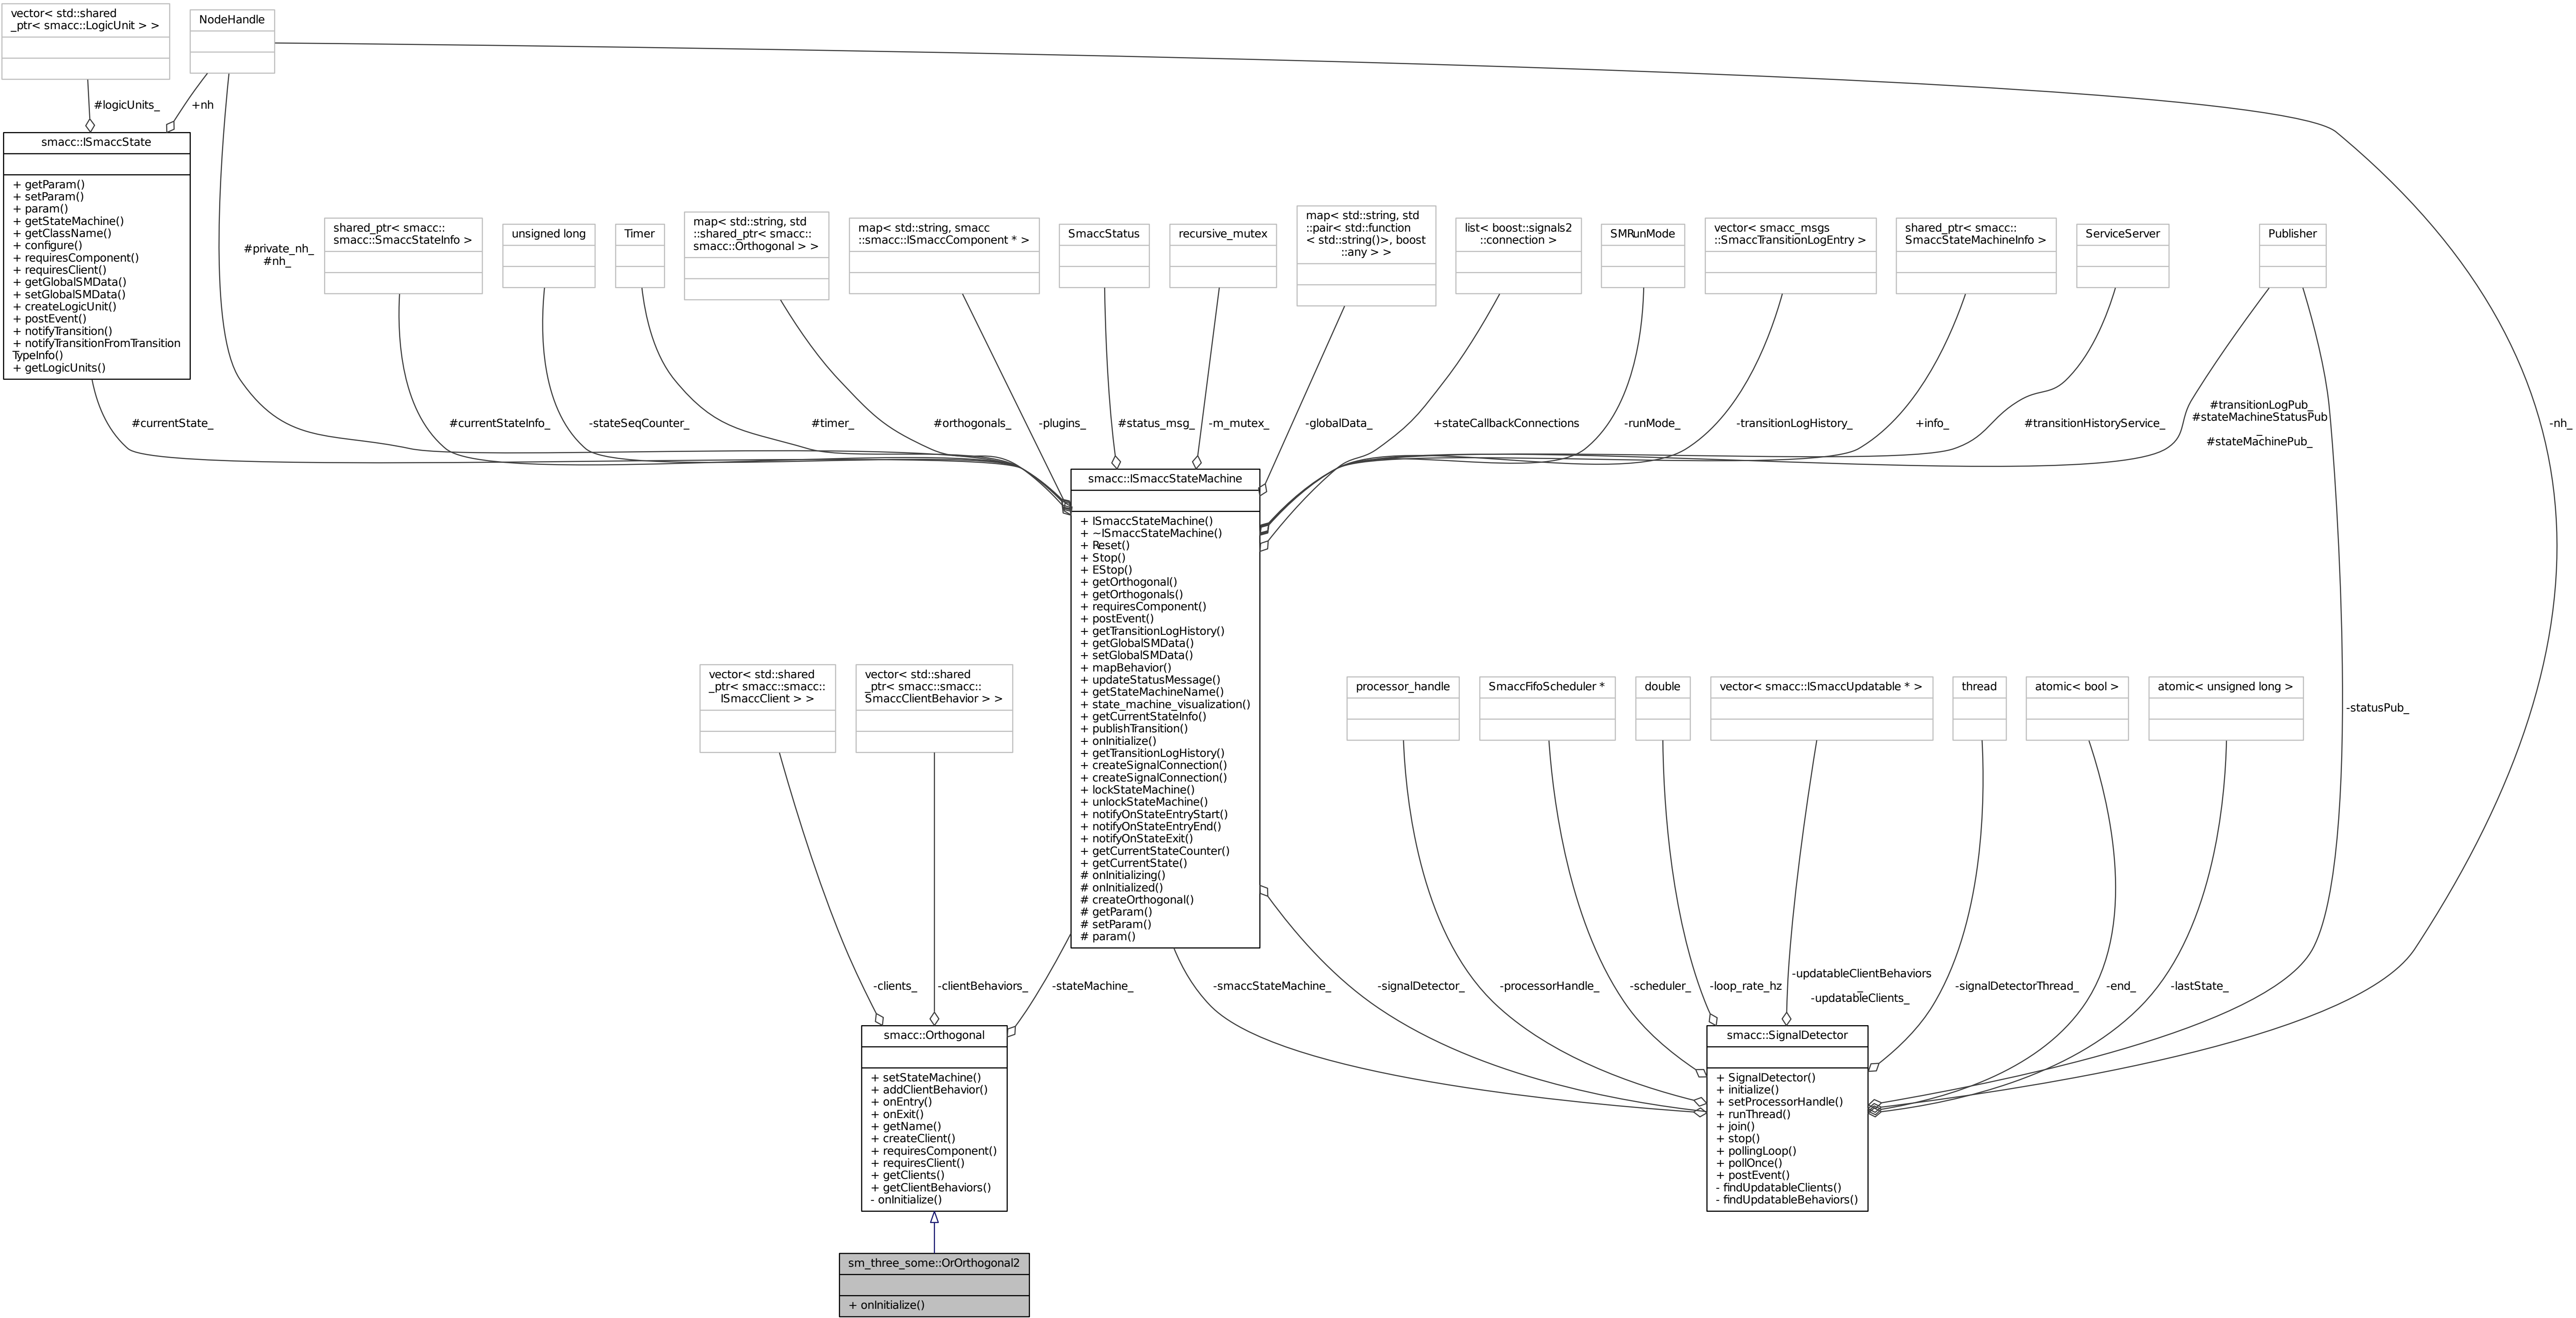 vector< std::shared
_ptr< smacc::LogicUnit > >
NodeHandle
#logicUnits_
+nh
smacc::ISmaccState
+ getParam()
+ setParam()
+ param()
+ getStateMachine()
+ getClassName()
+ configure()
+ requiresComponent()
+ requiresClient()
+ getGlobalSMData()
+ setGlobalSMData()
+ createLogicUnit()
+ postEvent()
+ notifyTransition()
+ notifyTransitionFromTransition
TypeInfo()
+ getLogicUnits()
#private_nh_
#nh_
shared_ptr< smacc::
smacc::SmaccStateInfo >
unsigned long
Timer
map< std::string, std
::shared_ptr< smacc::
smacc::Orthogonal > >
map< std::string, smacc
::smacc::ISmaccComponent * >
SmaccStatus
recursive_mutex
map< std::string, std
::pair< std::function
< std::string()>, boost
::any > >
list< boost::signals2
::connection >
SMRunMode
vector< smacc_msgs
::SmaccTransitionLogEntry >
shared_ptr< smacc::
SmaccStateMachineInfo >
ServiceServer
Publisher
#currentState_
#currentStateInfo_
-stateSeqCounter_
#timer_
#orthogonals_
-plugins_
#status_msg_
-m_mutex_
-globalData_
+stateCallbackConnections
-runMode_
-transitionLogHistory_
+info_
#transitionHistoryService_
#transitionLogPub_
#stateMachineStatusPub
_
#stateMachinePub_
-nh_
smacc::ISmaccStateMachine
+ ISmaccStateMachine()
+ ~ISmaccStateMachine()
+ Reset()
+ Stop()
+ EStop()
+ getOrthogonal()
+ getOrthogonals()
+ requiresComponent()
+ postEvent()
+ getTransitionLogHistory()
+ getGlobalSMData()
+ setGlobalSMData()
+ mapBehavior()
+ updateStatusMessage()
+ getStateMachineName()
+ state_machine_visualization()
+ getCurrentStateInfo()
+ publishTransition()
+ onInitialize()
+ getTransitionLogHistory()
+ createSignalConnection()
+ createSignalConnection()
+ lockStateMachine()
+ unlockStateMachine()
+ notifyOnStateEntryStart()
+ notifyOnStateEntryEnd()
+ notifyOnStateExit()
+ getCurrentStateCounter()
+ getCurrentState()
# onInitializing()
# onInitialized()
# createOrthogonal()
# getParam()
# setParam()
# param()
vector< std::shared
_ptr< smacc::smacc::
ISmaccClient > >
vector< std::shared
_ptr< smacc::smacc::
SmaccClientBehavior > >
processor_handle
SmaccFifoScheduler *
double
vector< smacc::ISmaccUpdatable * >
thread
atomic< bool >
atomic< unsigned long >
-statusPub_
-clients_
-clientBehaviors_
-stateMachine_
-smaccStateMachine_
-signalDetector_
-processorHandle_
-scheduler_
-loop_rate_hz
-updatableClientBehaviors
_
-updatableClients_
-signalDetectorThread_
-end_
-lastState_
smacc::Orthogonal
+ setStateMachine()
+ addClientBehavior()
+ onEntry()
+ onExit()
+ getName()
+ createClient()
+ requiresComponent()
+ requiresClient()
+ getClients()
+ getClientBehaviors()
- onInitialize()
smacc::SignalDetector
+ SignalDetector()
+ initialize()
+ setProcessorHandle()
+ runThread()
+ join()
+ stop()
+ pollingLoop()
+ pollOnce()
+ postEvent()
- findUpdatableClients()
- findUpdatableBehaviors()
sm_three_some::OrOrthogonal2
+ onInitialize()